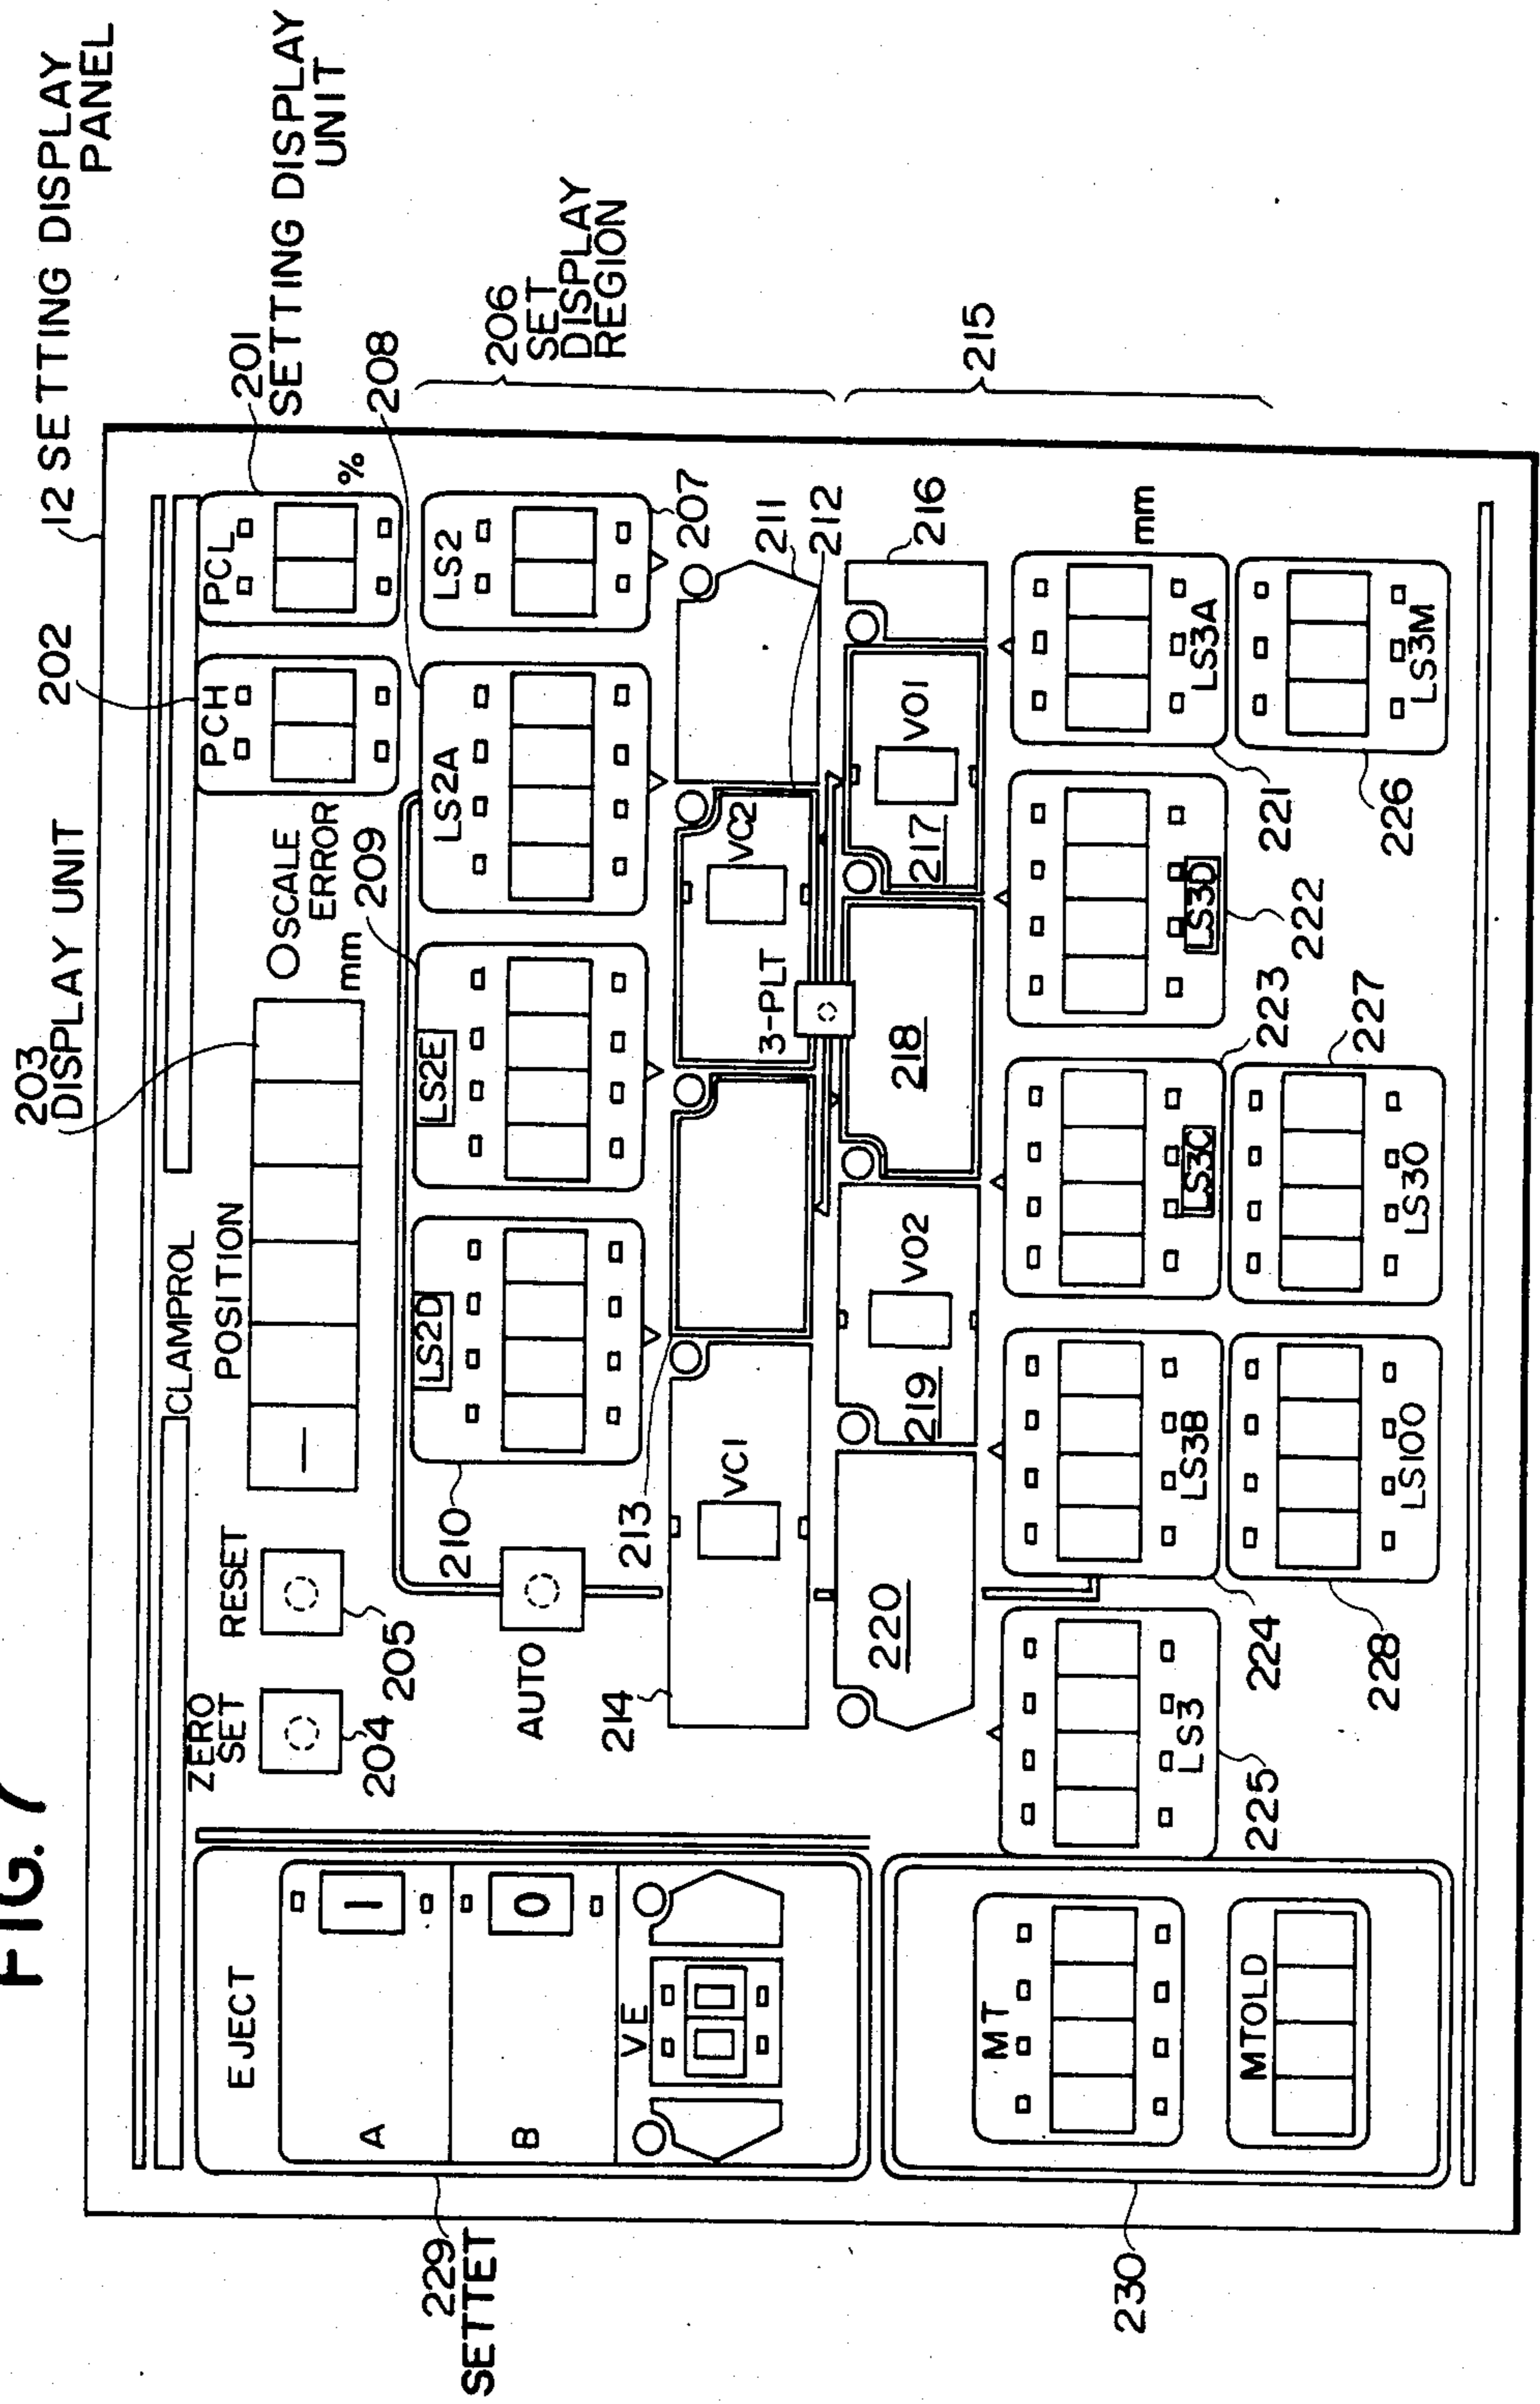 FIG. 7
12 SETTING DISPLAY
PANEL
203
DISPLAY UNIT
202
201
SETTING DISPLAY
UNIT
CLAMPROL
ZERO
SET
RESET
POSITION
OSCALE
ERROR
mm
PCH
PCL
%
204
205
208
209
206
SET
DISPLAY
REGION
EJECT
A
I
B
0
VE
AUTO
210
LS2D
LS2E
LS2A
LS2
207
214
213
VC1
3-PLT
VC2
211
212
215
229
SETTET
220
219
VO2
218
217
VO1
216
MT
MTOLD
LS3
LS3B
LS3C
LS3D
LS3A
mm
225
224
223
222
221
LS100
LS30
LS3M
228
227
226
230